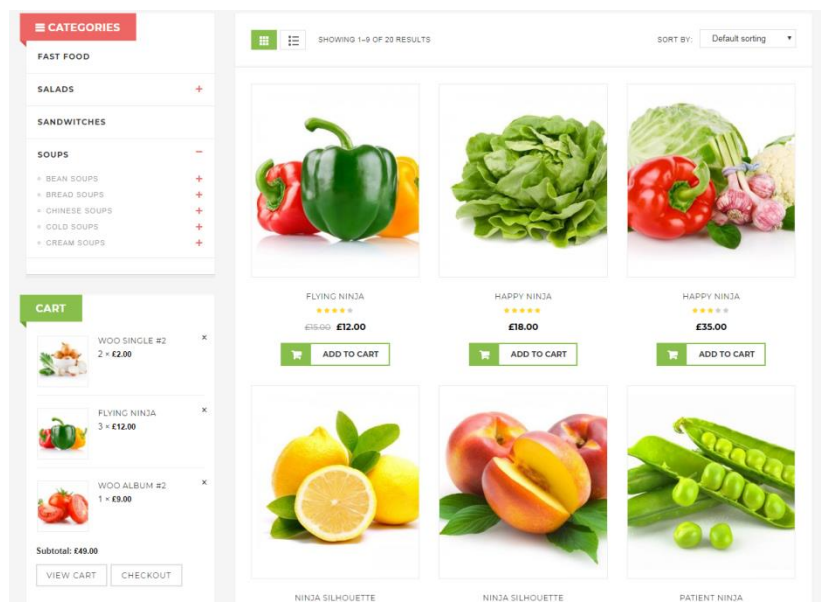 CATEGORIES
FAST FOOD
SALADS +
SANDWITCHES
SOUPS −
BEAN SOUPS +
BREAD SOUPS +
CHINESE SOUPS +
COLD SOUPS +
CREAM SOUPS +
CART
WOO SINGLE #2 ×
2 × £2.00
FLYING NINJA ×
3 × £12.00
WOO ALBUM #2 ×
1 × £9.00
Subtotal: £49.00
VIEW CART CHECKOUT
SHOWING 1–9 OF 20 RESULTS SORT BY: Default sorting
FLYING NINJA HAPPY NINJA HAPPY NINJA
£15.00 £12.00 £18.00 £35.00
ADD TO CART ADD TO CART ADD TO CART
NINJA SILHOUETTE NINJA SILHOUETTE PATIENT NINJA